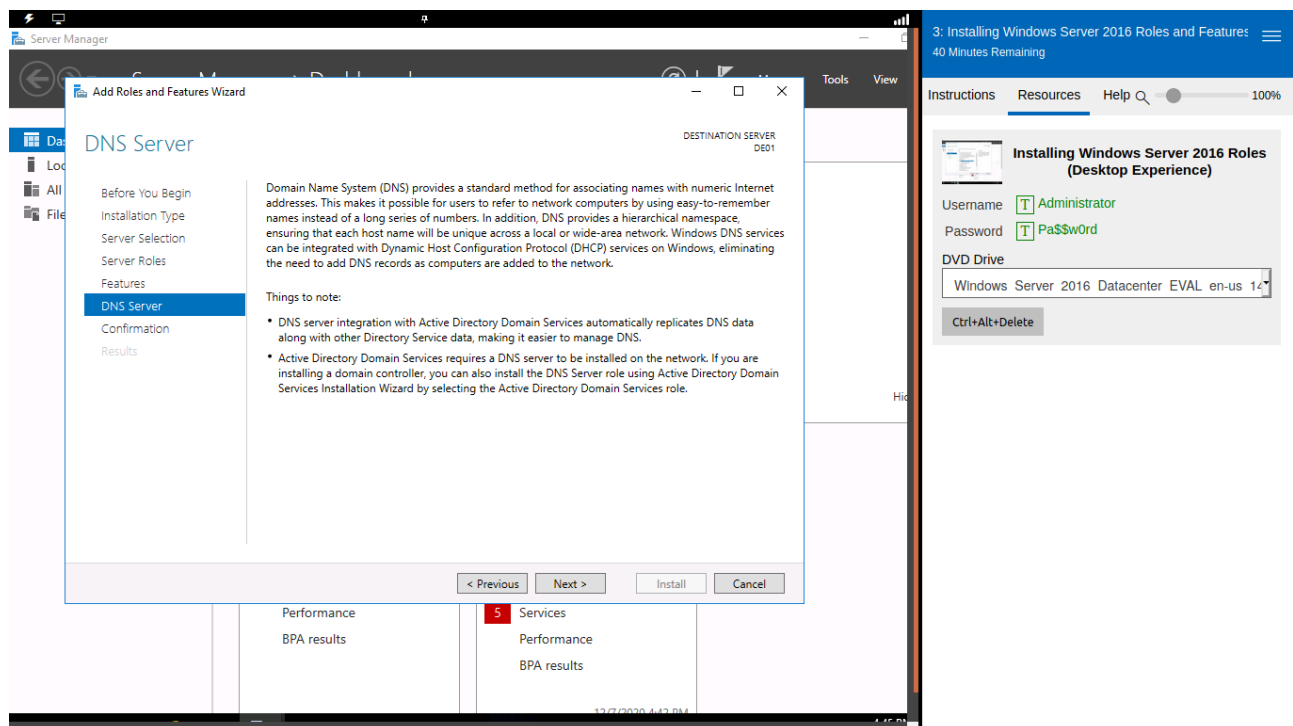 Server Manager
Tools
View
Add Roles and Features Wizard
DNS Server
DESTINATION SERVER
DE01
Before You Begin
Installation Type
Server Selection
Server Roles
Features
DNS Server
Confirmation
Results
Domain Name System (DNS) provides a standard method for associating names with numeric Internet
addresses. This makes it possible for users to refer to network computers by using easy-to-remember
names instead of a long series of numbers. In addition, DNS provides a hierarchical namespace,
ensuring that each host name will be unique across a local or wide-area network. Windows DNS services
can be integrated with Dynamic Host Configuration Protocol (DHCP) services on Windows, eliminating
the need to add DNS records as computers are added to the network.
Things to note:
• DNS server integration with Active Directory Domain Services automatically replicates DNS data
along with other Directory Service data, making it easier to manage DNS.
• Active Directory Domain Services requires a DNS server to be installed on the network. If you are
installing a domain controller, you can also install the DNS Server role using Active Directory Domain
Services Installation Wizard by selecting the Active Directory Domain Services role.
< Previous
Next >
Install
Cancel
Da
Loc
All
File
Hic
Performance
BPA results
5 Services
Performance
BPA results
12/7/2020 4:42 PM
3: Installing Windows Server 2016 Roles and Features
40 Minutes Remaining
Instructions
Resources
Help
100%
Installing Windows Server 2016 Roles
(Desktop Experience)
Username T Administrator
Password T Pa$$w0rd
DVD Drive
Windows Server 2016 Datacenter EVAL en-us 14
Ctrl+Alt+Delete